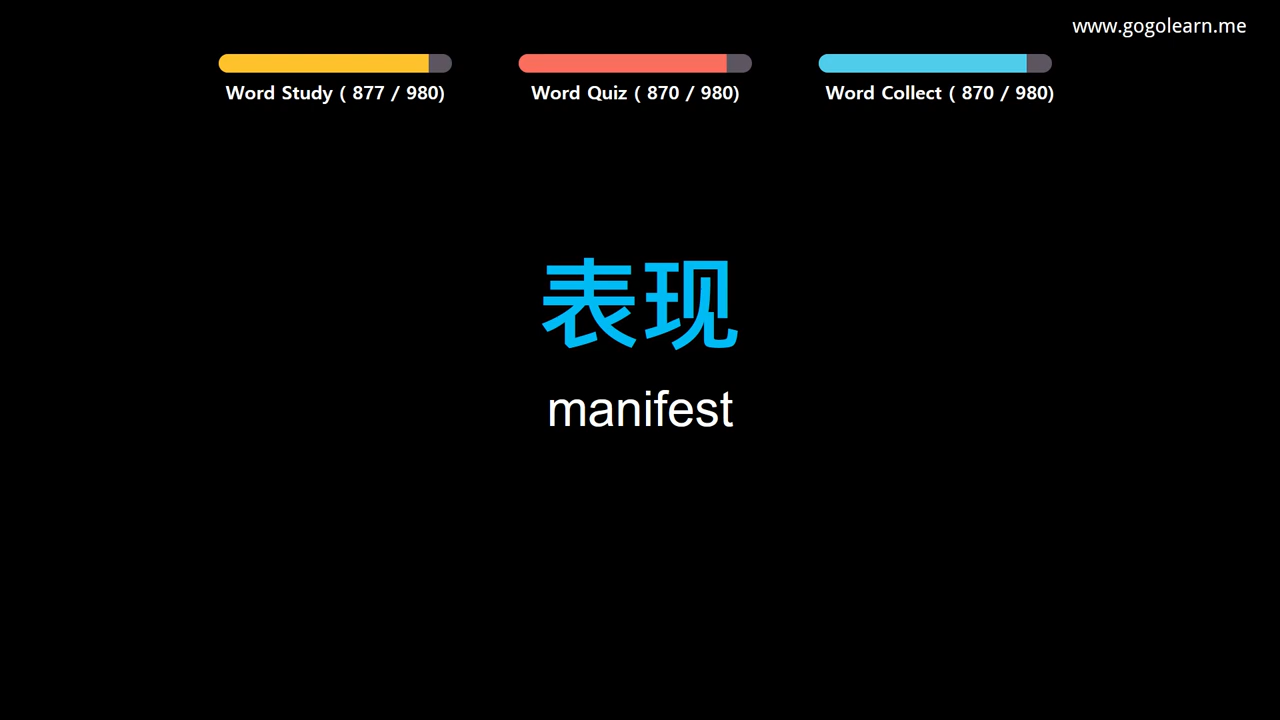 www.gogolearn.me
Word Study ( 877 / 980)
Word Quiz ( 870 / 980)
Word Collect ( 870 / 980)
表现
manifest